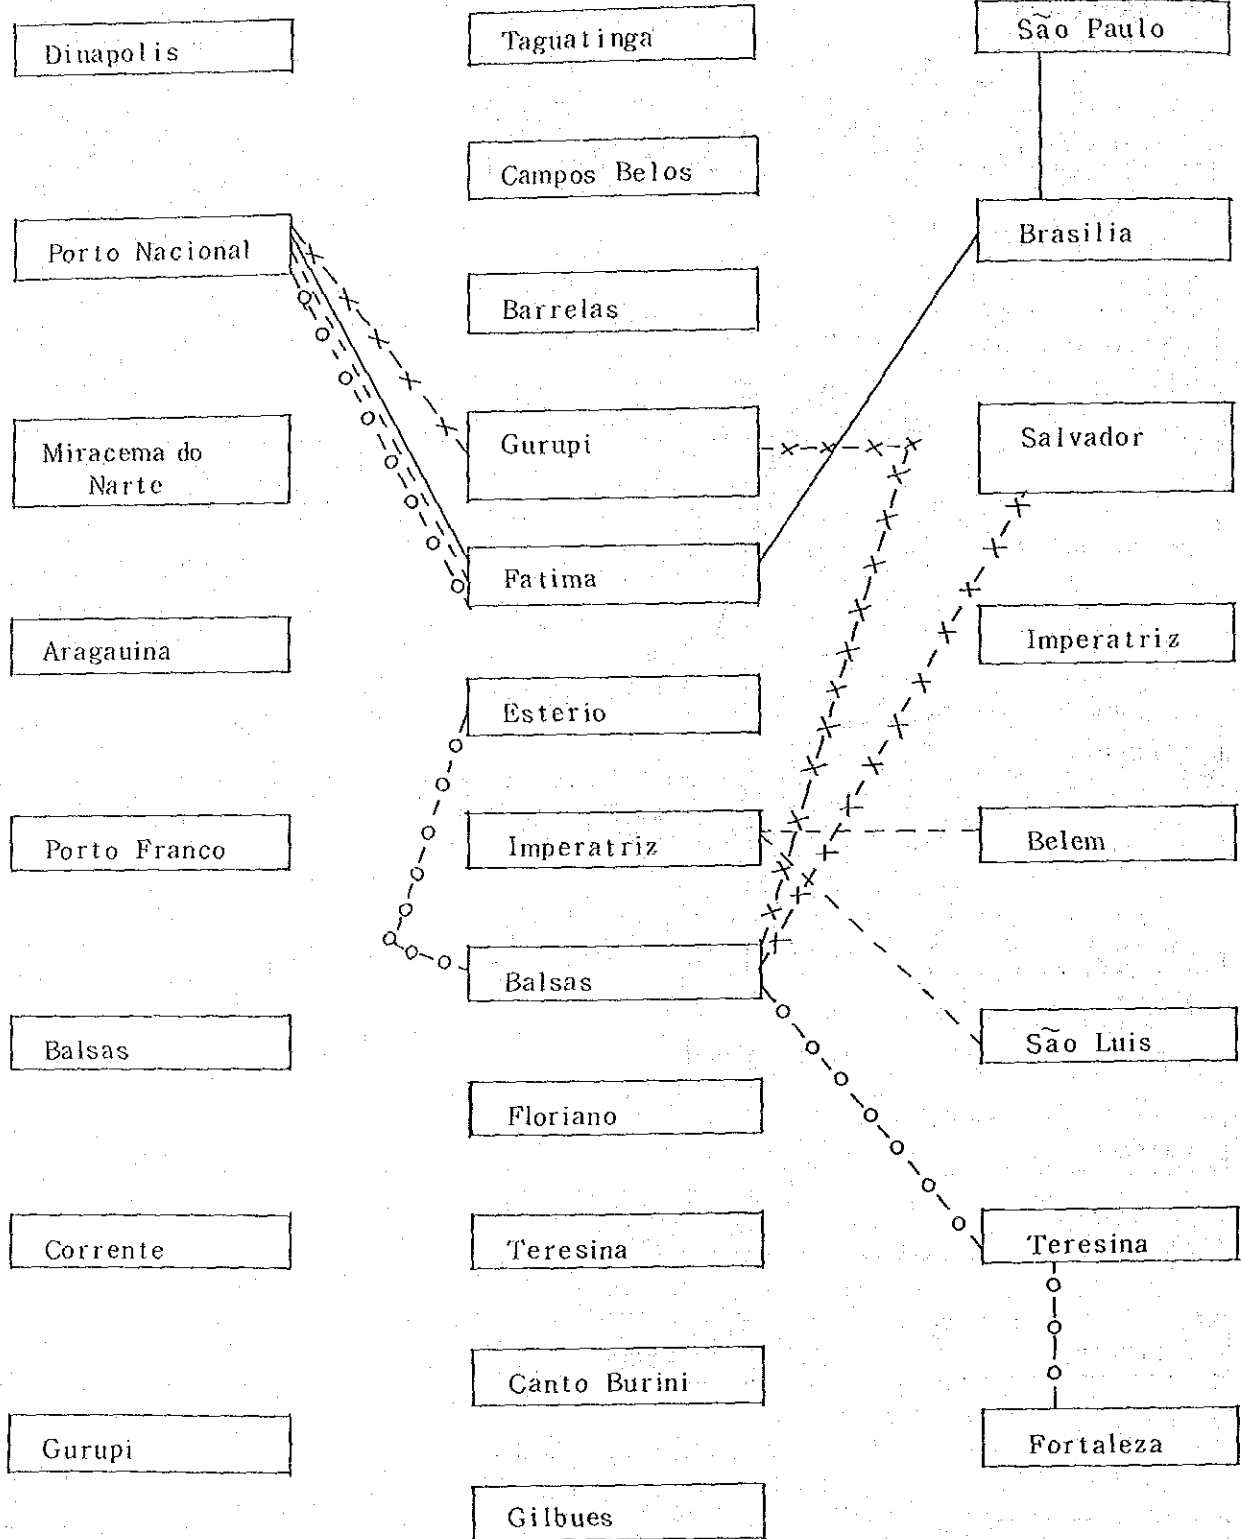 Dinapolis
Porto Nacional
Miracema do
Narte
Aragauina
Porto Franco
Balsas
Corrente
Gurupi
Taguatinga
Campos Belos
Barrelas
Gurupi
Fatima
Esterio
Imperatriz
Balsas
Floriano
Teresina
Canto Burini
Gilbues
São Paulo
Brasilia
Salvador
Imperatriz
Belem
São Luis
Teresina
Fortaleza